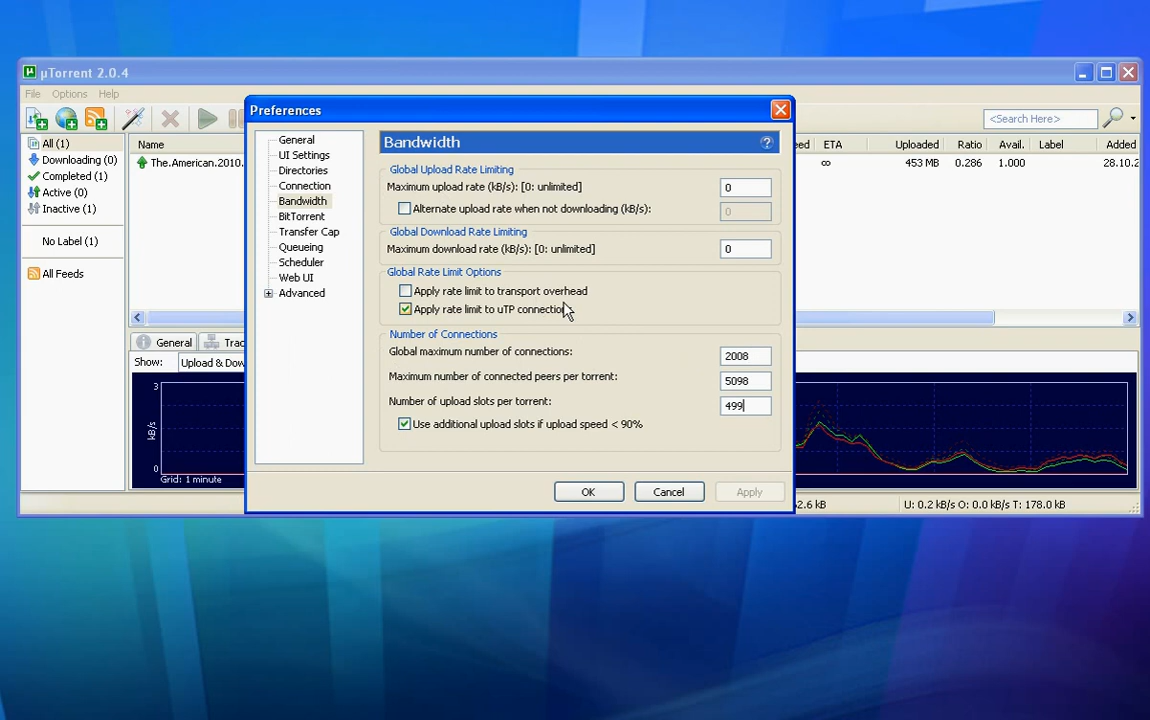 µTorrent 2.0.4
File Options Help
<Search Here>
All (1)
Downloading (0)
Completed (1)
Active (0)
Inactive (1)
No Label (1)
All Feeds
Name
ETA Uploaded Ratio Avail. Label Added
The.American.2010.
∞ 453 MB 0.286 1.000 28.10.2
General
Show: Upload & Dow
3
kB/s
0
Grid: 1 minute
U: 0.2 kB/s O: 0.0 kB/s T: 178.0 kB
Preferences
General
UI Settings
Directories
Connection
Bandwidth
BitTorrent
Transfer Cap
Queueing
Scheduler
Web UI
Advanced
Bandwidth
Global Upload Rate Limiting
Maximum upload rate (kB/s): [0: unlimited] 0
Alternate upload rate when not downloading (kB/s): 0
Global Download Rate Limiting
Maximum download rate (kB/s): [0: unlimited] 0
Global Rate Limit Options
Apply rate limit to transport overhead
Apply rate limit to uTP connection
Number of Connections
Global maximum number of connections: 2008
Maximum number of connected peers per torrent: 5098
Number of upload slots per torrent: 499
Use additional upload slots if upload speed < 90%
OK Cancel Apply